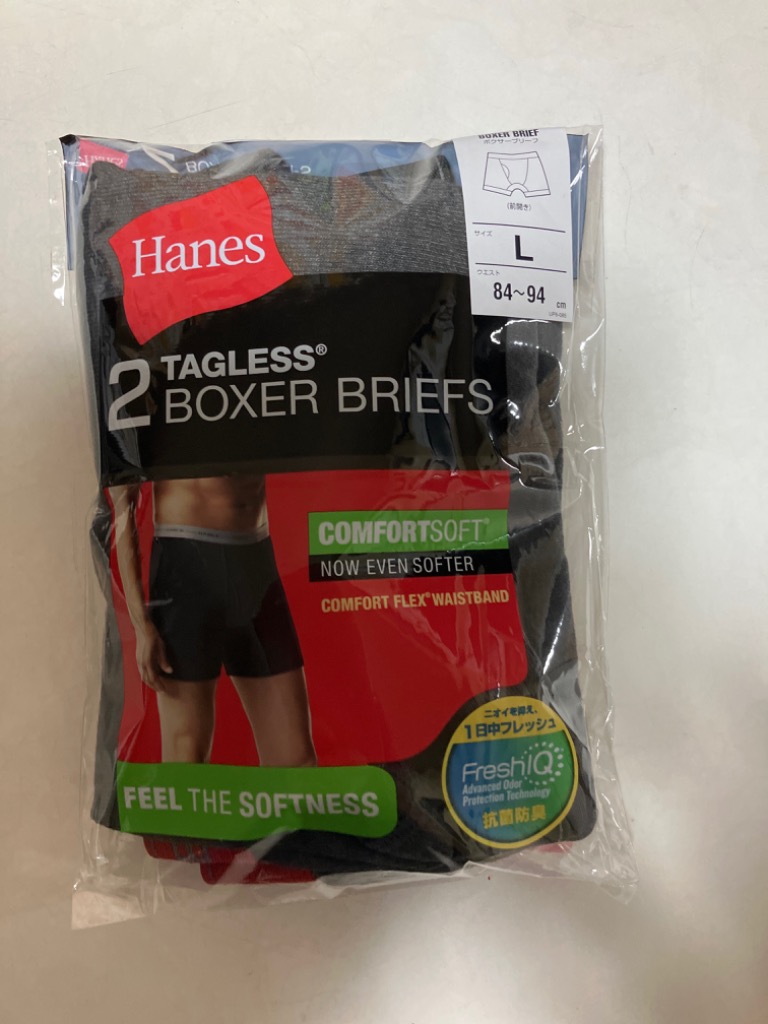 BOXER BRIEF
ボクサーブリーフ
(前開き)
サイズ
L
ウエスト
84～94 cm
Hanes
2 TAGLESS®
BOXER BRIEFS
COMFORTSOFT®
NOW EVEN SOFTER
COMFORT FLEX® WAISTBAND
FEEL THE SOFTNESS
ニオイを抑え、
1日中フレッシュ
FreshIQ
Advanced Odor
Protection Technology
抗菌防臭